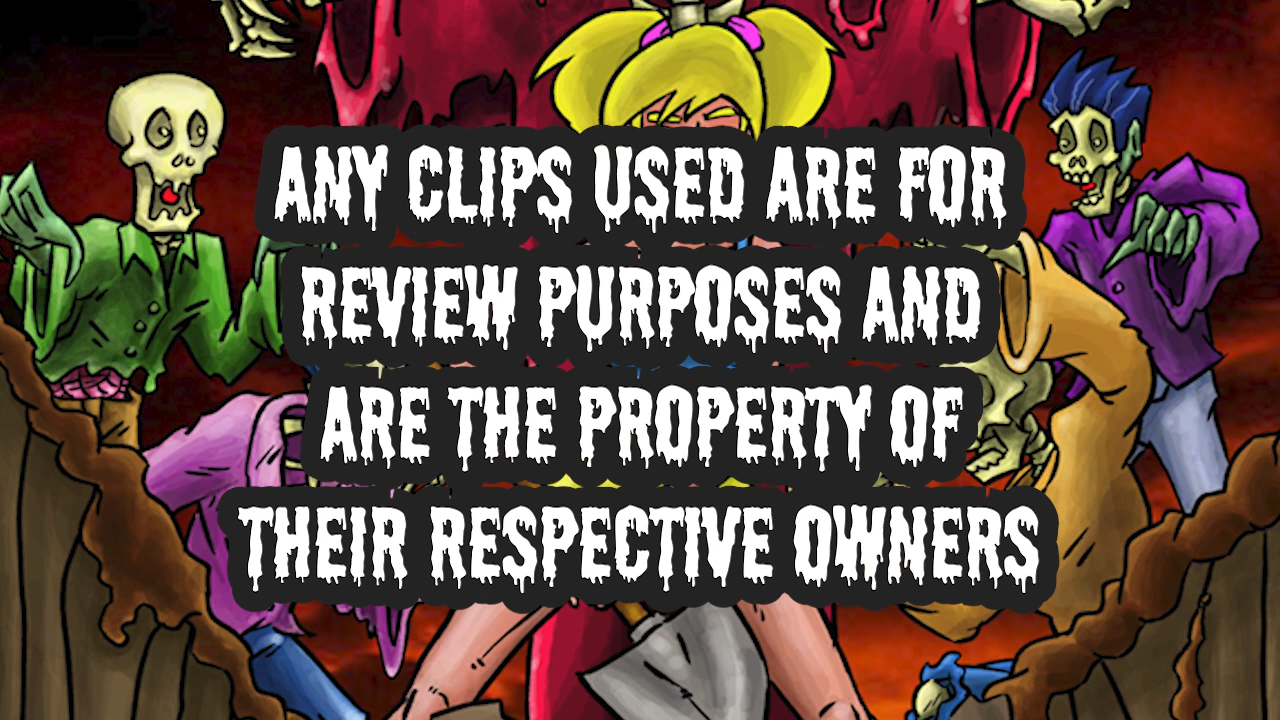 ANY CLIPS USED ARE FOR
REVIEW PURPOSES AND
ARE THE PROPERTY OF
THEIR RESPECTIVE OWNERS